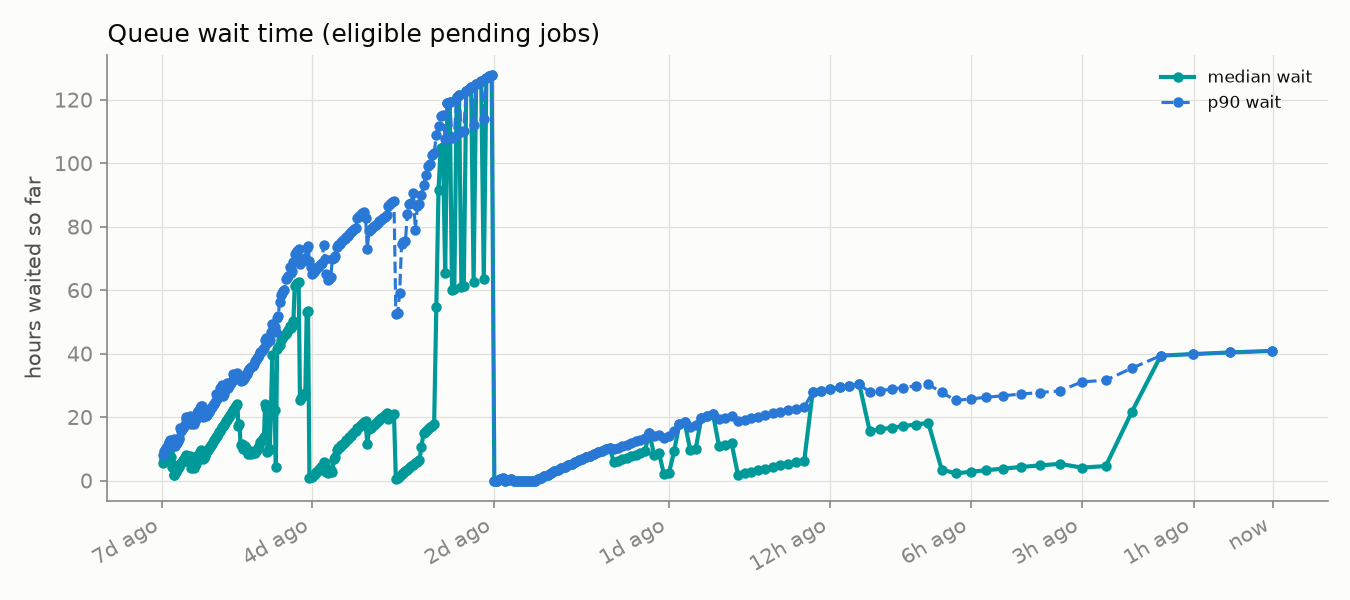 Queue wait time (eligible pending jobs)
median wait
p90 wait
hours waited so far
120
100
80
60
40
20
0
7d ago
4d ago
2d ago
1d ago
12h ago
6h ago
3h ago
1h ago
now